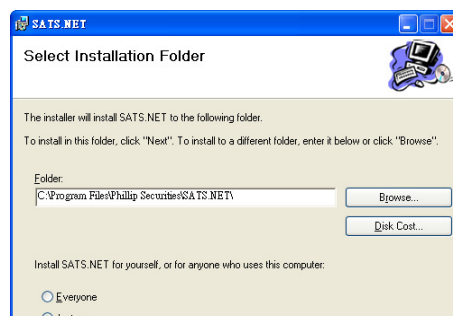 SATS.NET
Select Installation Folder
The installer will install SATS.NET to the following folder.
To install in this folder, click "Next". To install to a different folder, enter it below or click "Browse".
Folder:
C:\Program Files\Phillip Securities\SATS.NET\
Browse...
Disk Cost...
Install SATS.NET for yourself, or for anyone who uses this computer:
Everyone